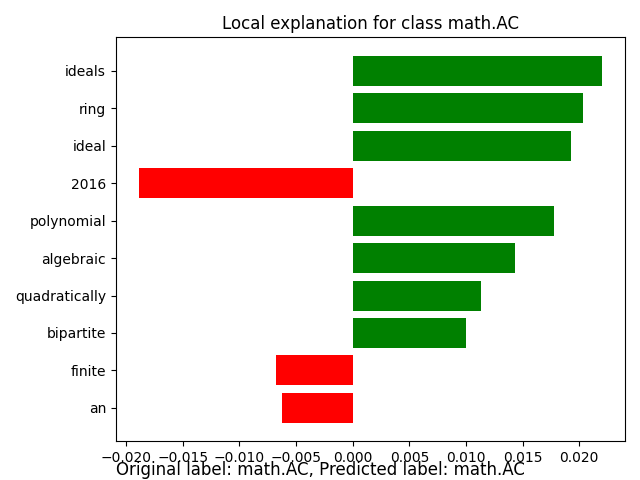 Local explanation for class math.AC
ideals
ring
ideal
2016
polynomial
algebraic
quadratically
bipartite
finite
an
−0.020 −0.015 −0.010 −0.005 0.000 0.005 0.010 0.015 0.020
Original label: math.AC, Predicted label: math.AC